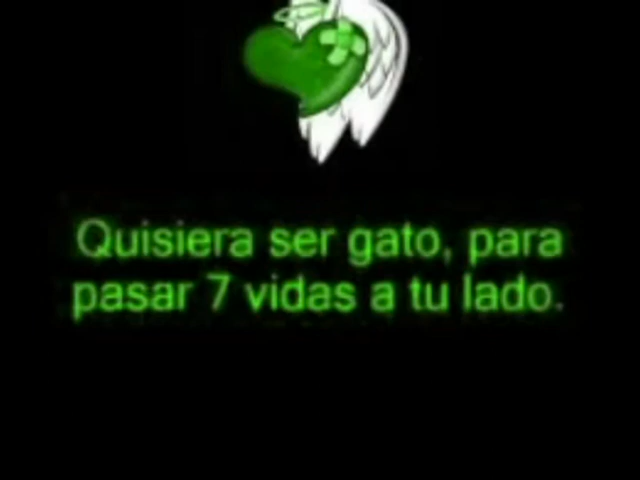 Quisiera ser gato, para
pasar 7 vidas a tu lado.